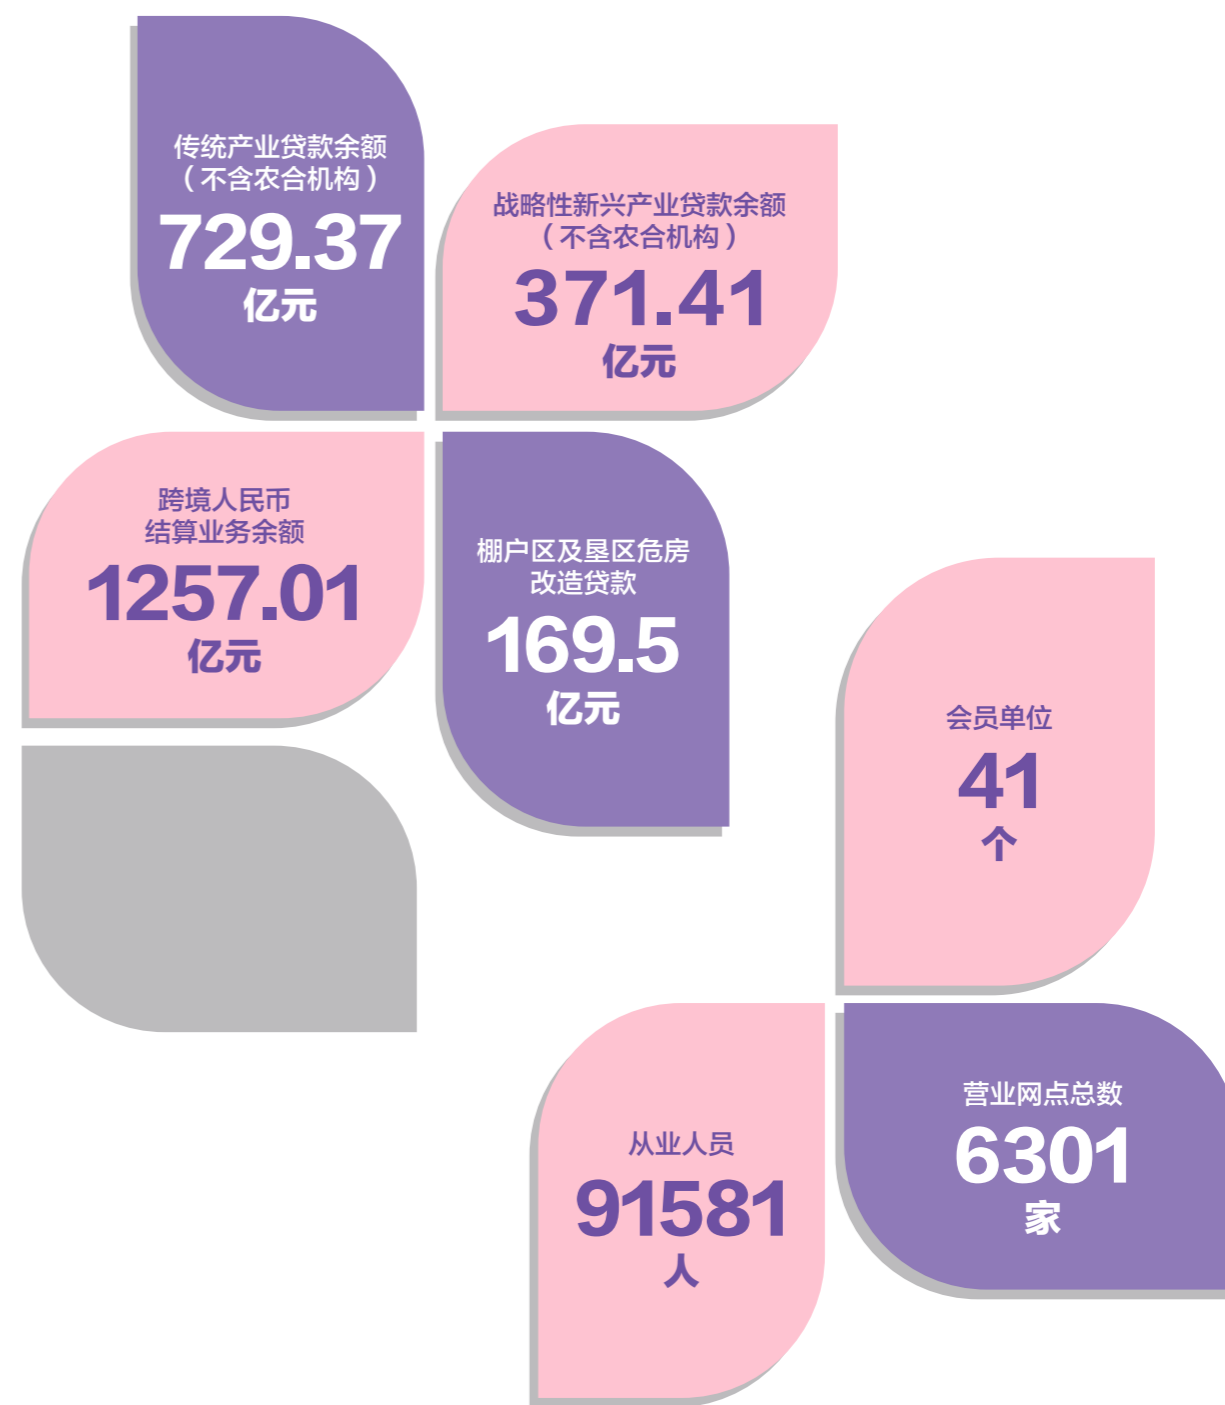 传统产业贷款余额
（不含农合机构）
729.37
亿元
战略性新兴产业贷款余额
（不含农合机构）
371.41
亿元
跨境人民币
结算业务余额
1257.01
亿元
棚户区及垦区危房
改造贷款
169.5
亿元
会员单位
41
个
从业人员
91581
人
营业网点总数
6301
家